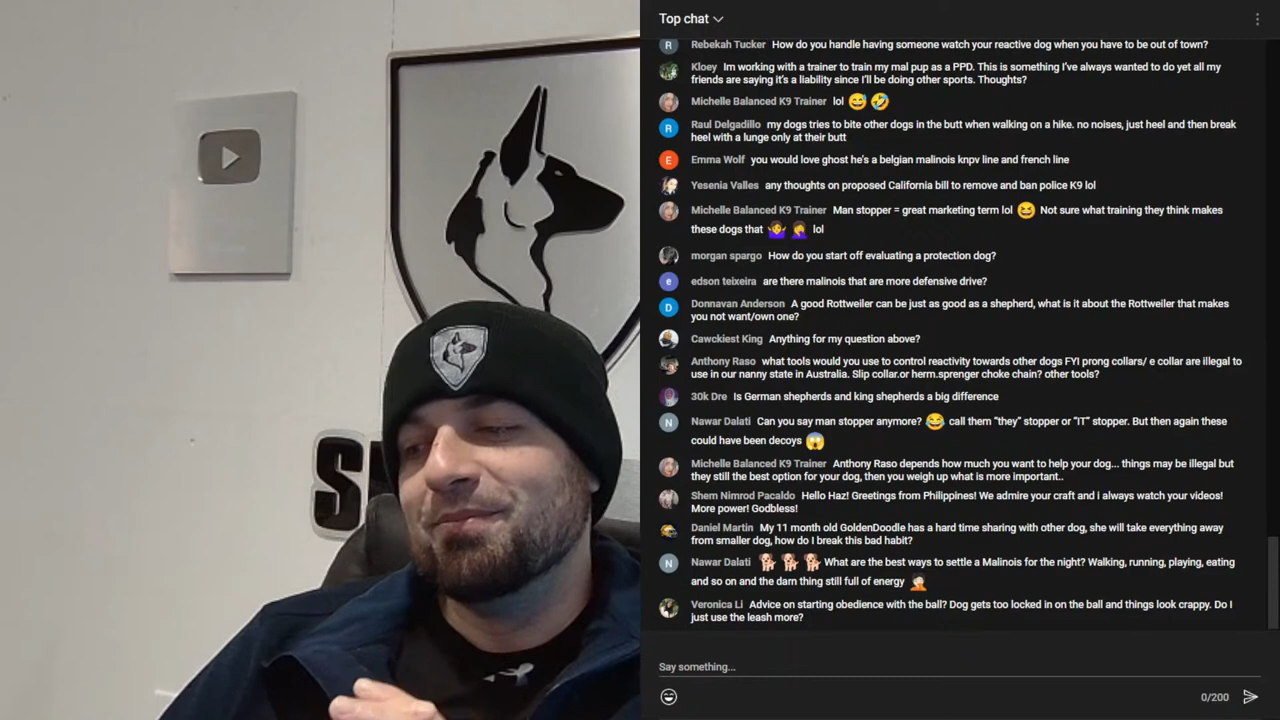 Top chat
Rebekah Tucker How do you handle having someone watch your reactive dog when you have to be out of town?
Kloey Im working with a trainer to train my mal pup as a PPD. This is something I've always wanted to do yet all my
friends are saying it's a liability since I'll be doing other sports. Thoughts?
Michelle Balanced K9 Trainer lol 😅 🤣
R Raul Delgadillo my dogs tries to bite other dogs in the butt when walking on a hike. no noises, just heel and then break
heel with a lunge only at their butt
E Emma Wolf you would love ghost he's a belgian malinois knpv line and french line
Yesenia Valles any thoughts on proposed California bill to remove and ban police K9 lol
Michelle Balanced K9 Trainer Man stopper = great marketing term lol 😆 Not sure what training they think makes
these dogs that 🤷‍♀️ 🤦‍♀️ lol
morgan spargo How do you start off evaluating a protection dog?
e edson teixeira are there malinois that are more defensive drive?
D Donnavan Anderson A good Rottweiler can be just as good as a shepherd, what is it about the Rottweiler that makes
you not want/own one?
Cawckiest King Anything for my question above?
Anthony Raso what tools would you use to control reactivity towards other dogs FYI prong collars/ e collar are illegal to
use in our nanny state in Australia. Slip collar.or herm.sprenger choke chain? other tools?
30k Dre Is German shepherds and king shepherds a big difference
N Nawar Dalati Can you say man stopper anymore? 😂 call them "they" stopper or "IT" stopper. But then again these
could have been decoys 😱
Michelle Balanced K9 Trainer Anthony Raso depends how much you want to help your dog... things may be illegal but
they still the best option for your dog, then you weigh up what is more important..
Shem Nimrod Pacaldo Hello Haz! Greetings from Philippines! We admire your craft and i always watch your videos!
More power! Godbless!
Daniel Martin My 11 month old GoldenDoodle has a hard time sharing with other dog, she will take everything away
from smaller dog, how do I break this bad habit?
N Nawar Dalati 🐕 🐕 🐕 What are the best ways to settle a Malinois for the night? Walking, running, playing, eating
and so on and the darn thing still full of energy 🤦🏻
Veronica Li Advice on starting obedience with the ball? Dog gets too locked in on the ball and things look crappy. Do I
just use the leash more?
Say something...
0/200